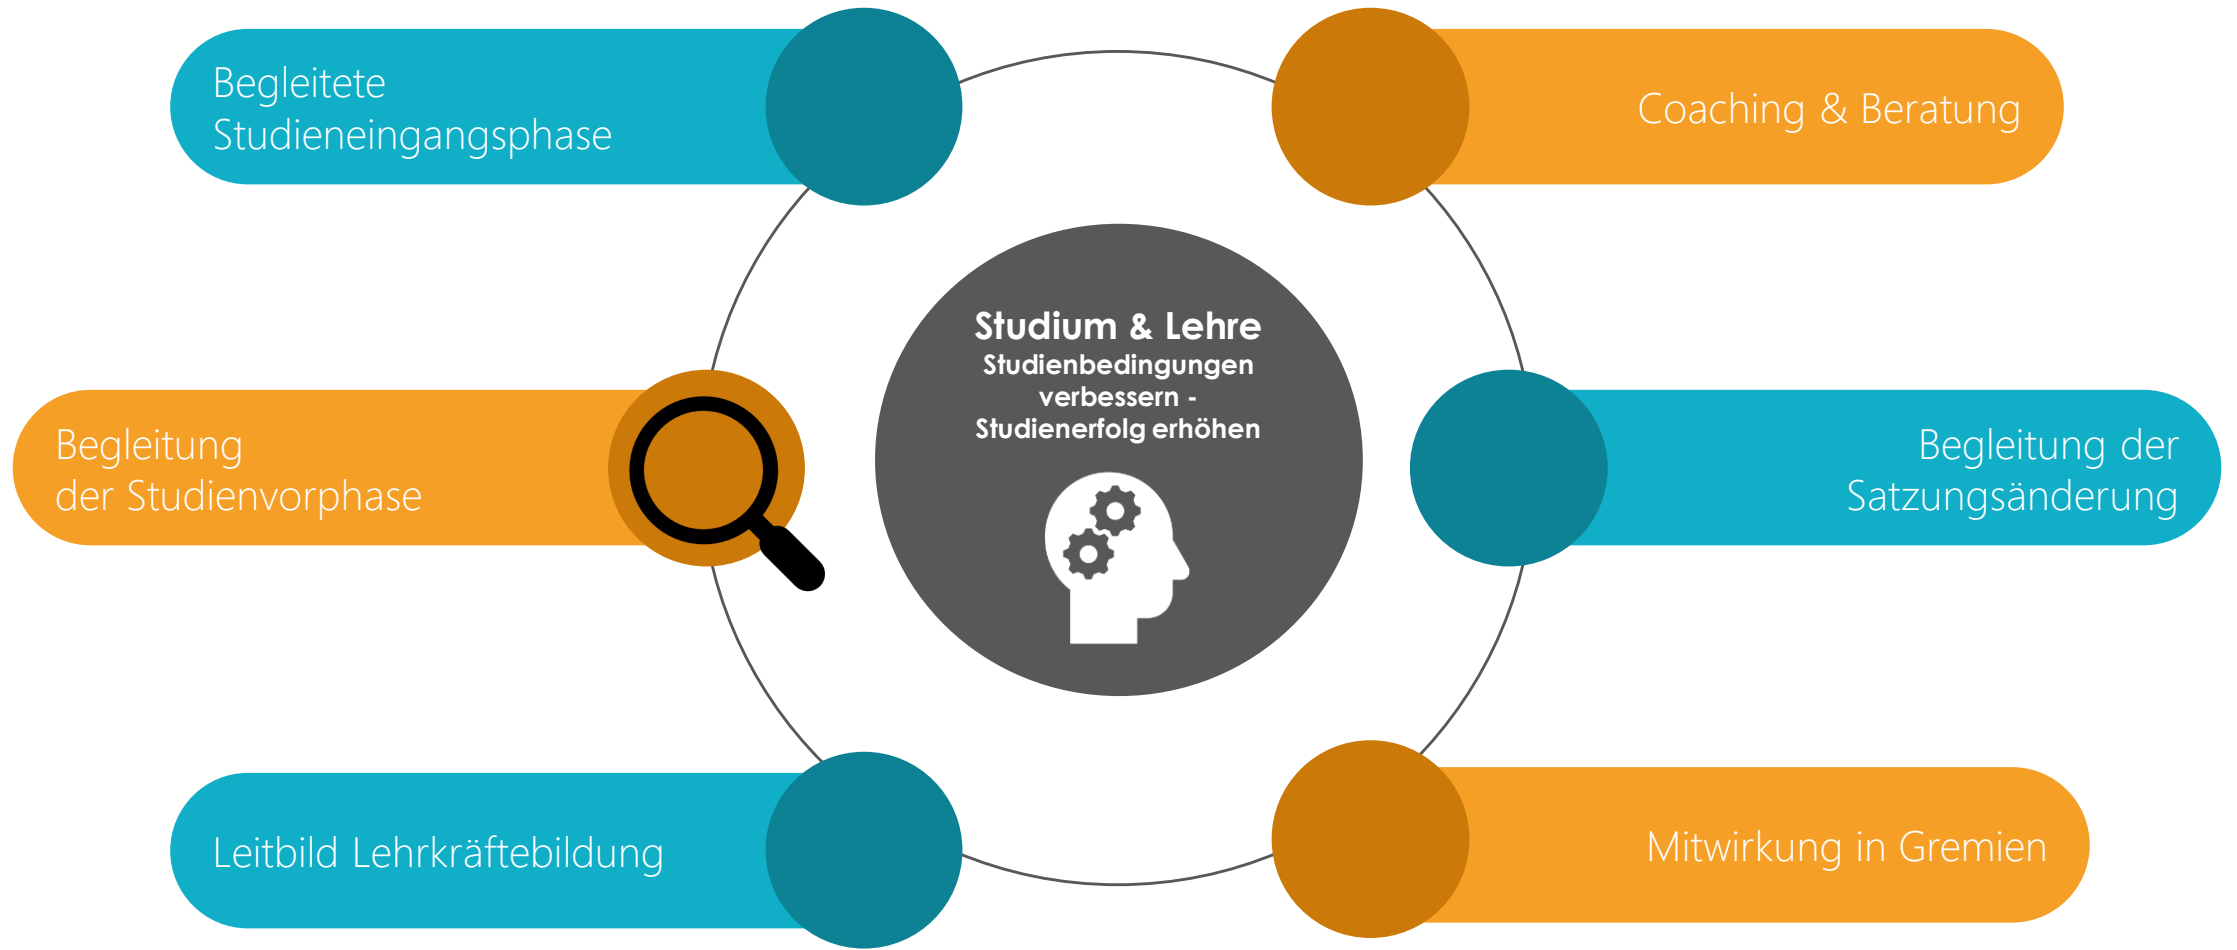 Begleitete
Studieneingangsphase
Coaching & Beratung
Studium & Lehre
Studienbedingungen
verbessern -
Studienerfolg erhöhen
Begleitung
der Studienvorphase
Begleitung der
Satzungsänderung
Leitbild Lehrkräftebildung
Mitwirkung in Gremien